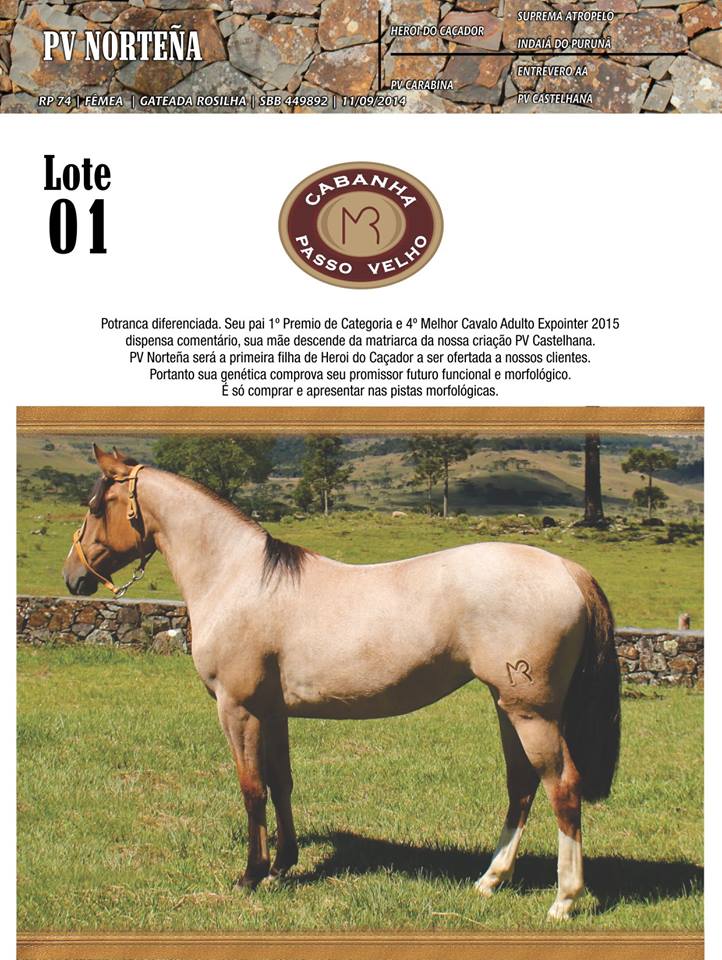 PV NORTEÑA
RP 74 | FÊMEA | GATEADA ROSILHA | SBB 449892 | 11/09/2014
HEROI DO CAÇADOR
SUPREMA ATROPELO
INDAIÁ DO PURUNÃ
PV CARABINA
ENTREVERO AA
PV CASTELHANA
Lote
01
CABANHA
MR
PASSO VELHO
Potranca diferenciada. Seu pai 1º Premio de Categoria e 4º Melhor Cavalo Adulto Expointer 2015
dispensa comentário, sua mãe descende da matriarca da nossa criação PV Castelhana.
PV Norteña será a primeira filha de Heroi do Caçador a ser ofertada a nossos clientes.
Portanto sua genética comprova seu promissor futuro funcional e morfológico.
É só comprar e apresentar nas pistas morfológicas.
MR